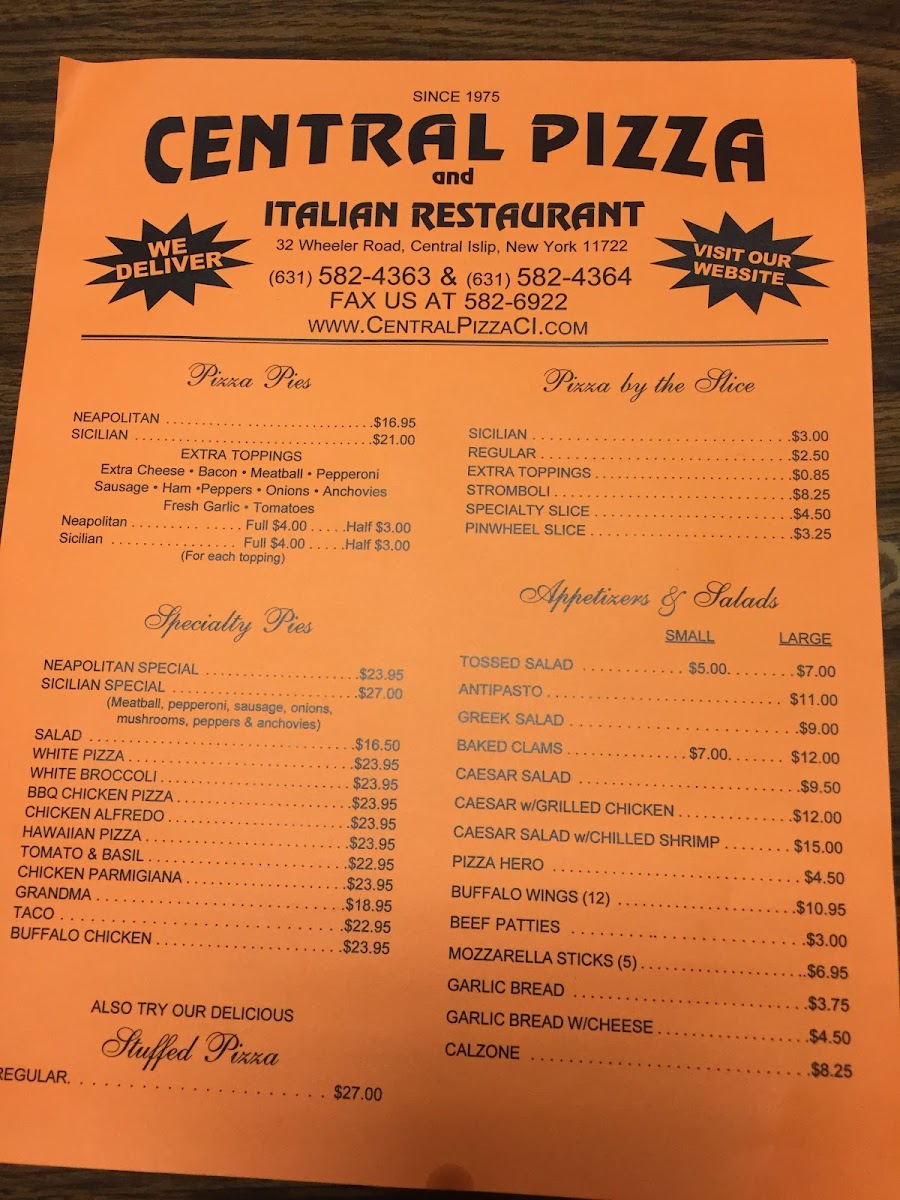 SINCE 1975
CENTRAL PIZZA
and
ITALIAN RESTAURANT
32 Wheeler Road, Central Islip, New York 11722
WE
DELIVER
VISIT OUR
WEBSITE
(631) 582-4363 & (631) 582-4364
FAX US AT 582-6922
WWW.CENTRALPIZZACI.COM
Pizza Pies
NEAPOLITAN ............................$16.95
SICILIAN ................................$21.00
EXTRA TOPPINGS
Extra Cheese • Bacon • Meatball • Pepperoni
Sausage • Ham •Peppers • Onions • Anchovies
Fresh Garlic • Tomatoes
Neapolitan .............. Full $4.00 .....Half $3.00
Sicilian ................ Full $4.00 .....Half $3.00
(For each topping)
Specialty Pies
NEAPOLITAN SPECIAL ....................$23.95
SICILIAN SPECIAL ........................$27.00
(Meatball, pepperoni, sausage, onions,
mushrooms, peppers & anchovies)
SALAD ...................................$16.50
WHITE PIZZA .............................$23.95
WHITE BROCCOLI .........................$23.95
BBQ CHICKEN PIZZA ......................$23.95
CHICKEN ALFREDO ........................$23.95
HAWAIIAN PIZZA ..........................$23.95
TOMATO & BASIL .........................$22.95
CHICKEN PARMIGIANA .....................$23.95
GRANDMA ................................$18.95
TACO ....................................$22.95
BUFFALO CHICKEN ........................$23.95
ALSO TRY OUR DELICIOUS
Stuffed Pizza
REGULAR. ............................ $27.00
Pizza by the Slice
SICILIAN ...................................$3.00
REGULAR ..................................$2.50
EXTRA TOPPINGS ..........................$0.85
STROMBOLI ................................$8.25
SPECIALTY SLICE ..........................$4.50
PINWHEEL SLICE ...........................$3.25
Appetizers & Salads
SMALL LARGE
TOSSED SALAD ............. $5.00. ........$7.00
ANTIPASTO ............................... $11.00
GREEK SALAD ..............................$9.00
BAKED CLAMS ...............$7.00. ...... $12.00
CAESAR SALAD .............................$9.50
CAESAR w/GRILLED CHICKEN ...............$12.00
CAESAR SALAD w/CHILLED SHRIMP .........$15.00
PIZZA HERO ............................... $4.50
BUFFALO WINGS (12) .......................$10.95
BEEF PATTIES ..............................$3.00
MOZZARELLA STICKS (5) ....................$6.95
GARLIC BREAD .............................$3.75
GARLIC BREAD W/CHEESE ...................$4.50
CALZONE ..................................$8.25